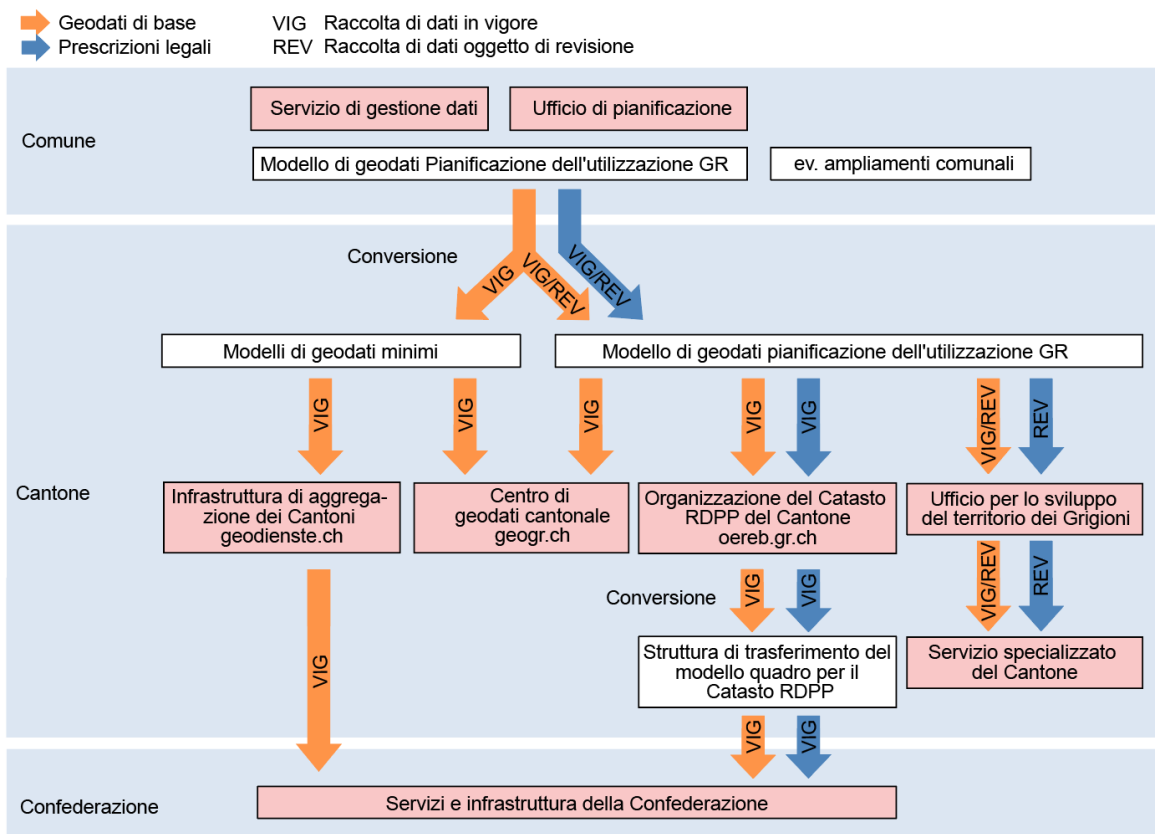 Geodati di base
VIG Raccolta di dati in vigore
Prescrizioni legali
REV Raccolta di dati oggetto di revisione
Comune
Servizio di gestione dati
Ufficio di pianificazione
Modello di geodati Pianificazione dell'utilizzazione GR
ev. ampliamenti comunali
Conversione
VIG
VIG/REV
VIG/REV
Modelli di geodati minimi
Modello di geodati pianificazione dell'utilizzazione GR
VIG
VIG
VIG
VIG
VIG
VIG/REV
REV
Cantone
Infrastruttura di aggrega-
zione dei Cantoni
geodienste.ch
Centro di
geodati cantonale
geogr.ch
Organizzazione del Catasto
RDPP del Cantone
oereb.gr.ch
Ufficio per lo sviluppo
del territorio dei Grigioni
Conversione
VIG
VIG
VIG/REV
REV
VIG
Struttura di trasferimento del
modello quadro per il
Catasto RDPP
Servizio specializzato
del Cantone
VIG
VIG
Confederazione
Servizi e infrastruttura della Confederazione